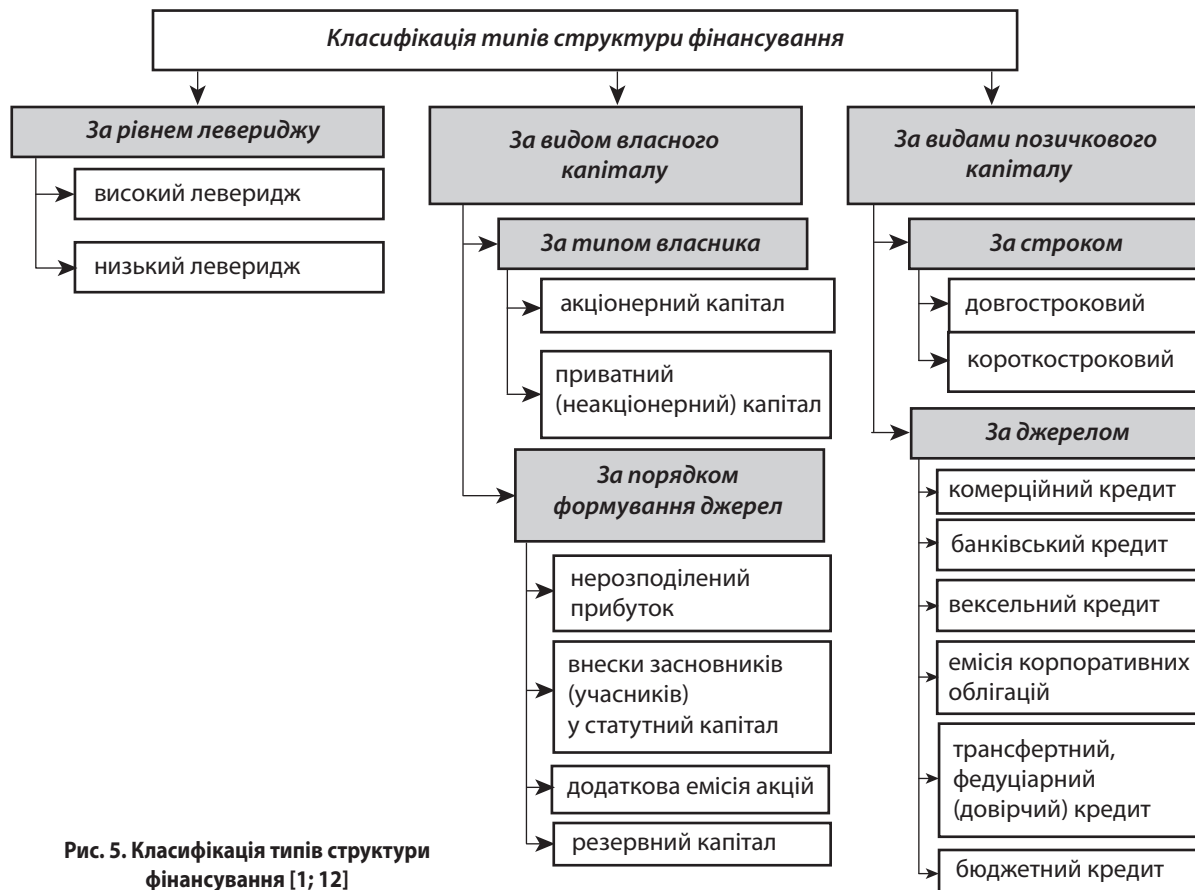 Класифікація типів структури фінансування
За рівнем левериджу
високий леверидж
низький леверидж
За видом власного
капіталу
За типом власника
акціонерний капітал
приватний
(неакціонерний) капітал
За порядком
формування джерел
нерозподілений
прибуток
внески засновників
(учасників)
у статутний капітал
додаткова емісія акцій
резервний капітал
За видами позичкового
капіталу
За строком
довгостроковий
короткостроковий
За джерелом
комерційний кредит
банківський кредит
вексельний кредит
емісія корпоративних
облігацій
трансфертний,
федуціарний
(довірчий) кредит
бюджетний кредит
Рис. 5. Класифікація типів структури
фінансування [1; 12]